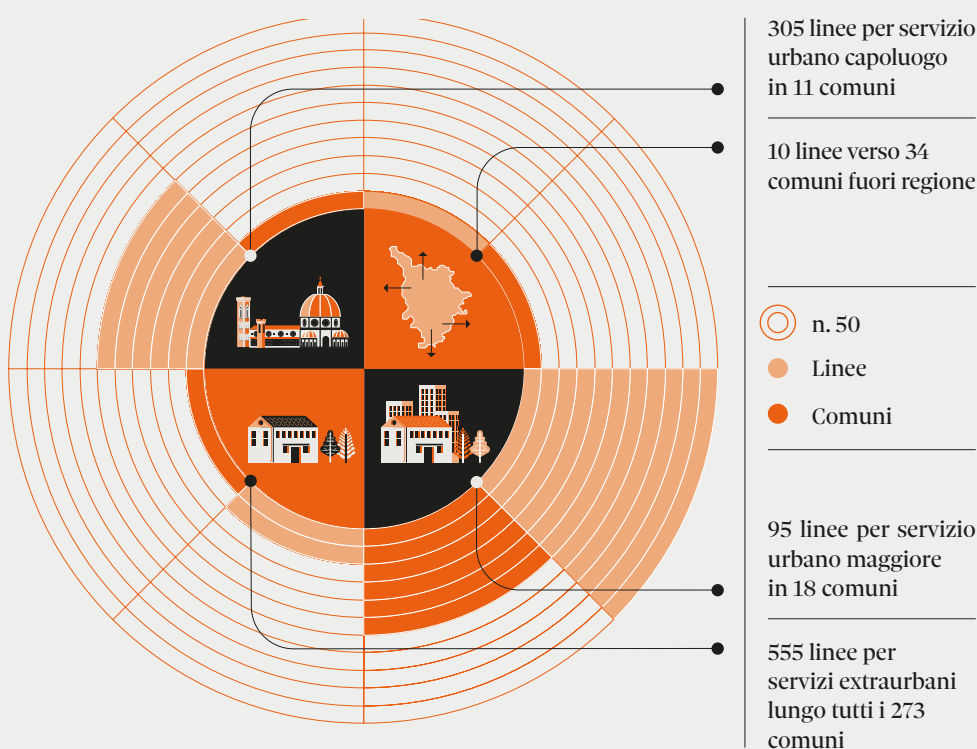 305 linee per servizio
urbano capoluogo
in 11 comuni
10 linee verso 34
comuni fuori regione
n. 50
Linee
Comuni
95 linee per servizio
urbano maggiore
in 18 comuni
555 linee per
servizi extraurbani
lungo tutti i 273
comuni